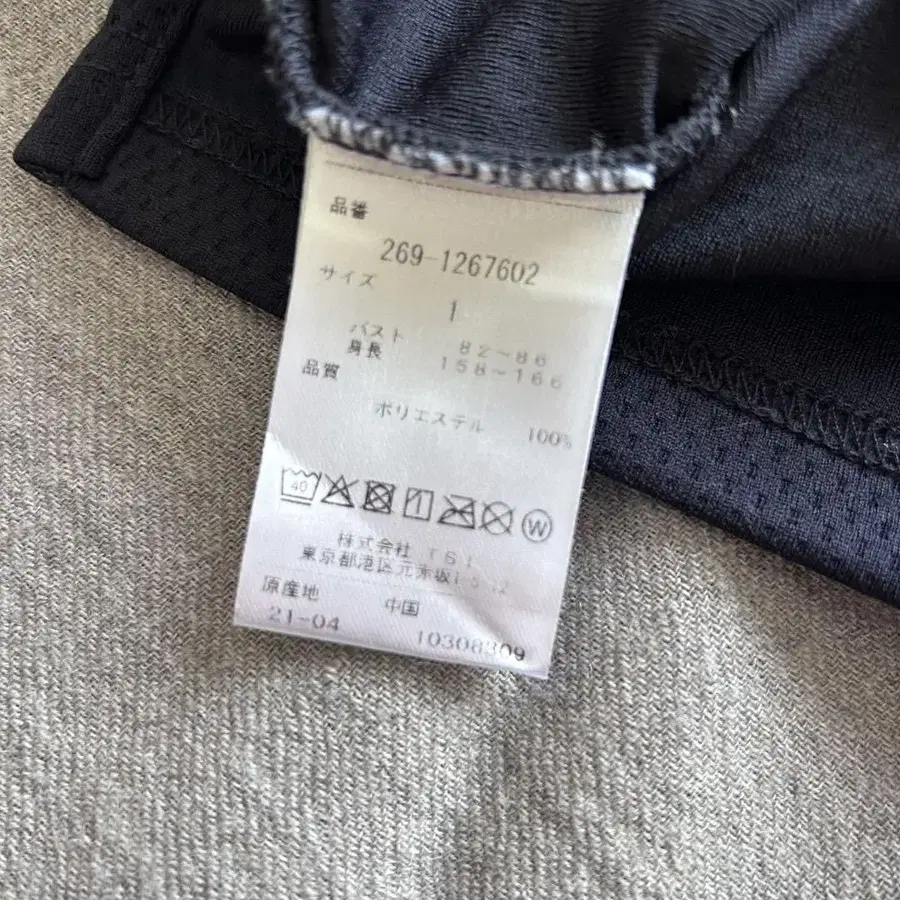 品番
269-1267602
サイズ
1
バスト 82~86
身長 158~166
品質
ポリエステル 100%
40
W
株式会社 TSI
東京都港区元赤坂
原産地 中国
21-04 10308309